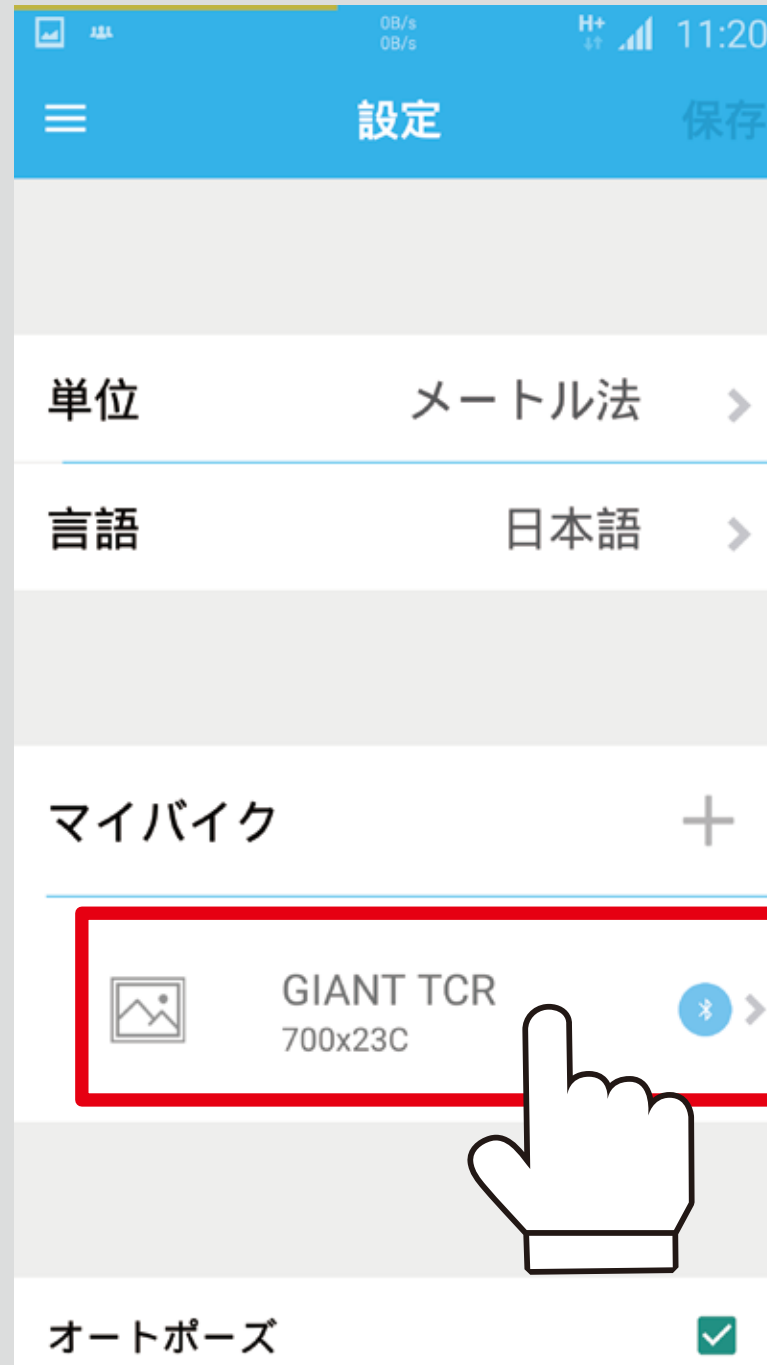 0B/s
0B/s
H+
11:20
設定
保存
単位 メートル法
言語 日本語
マイバイク
GIANT TCR
700x23C
オートポーズ